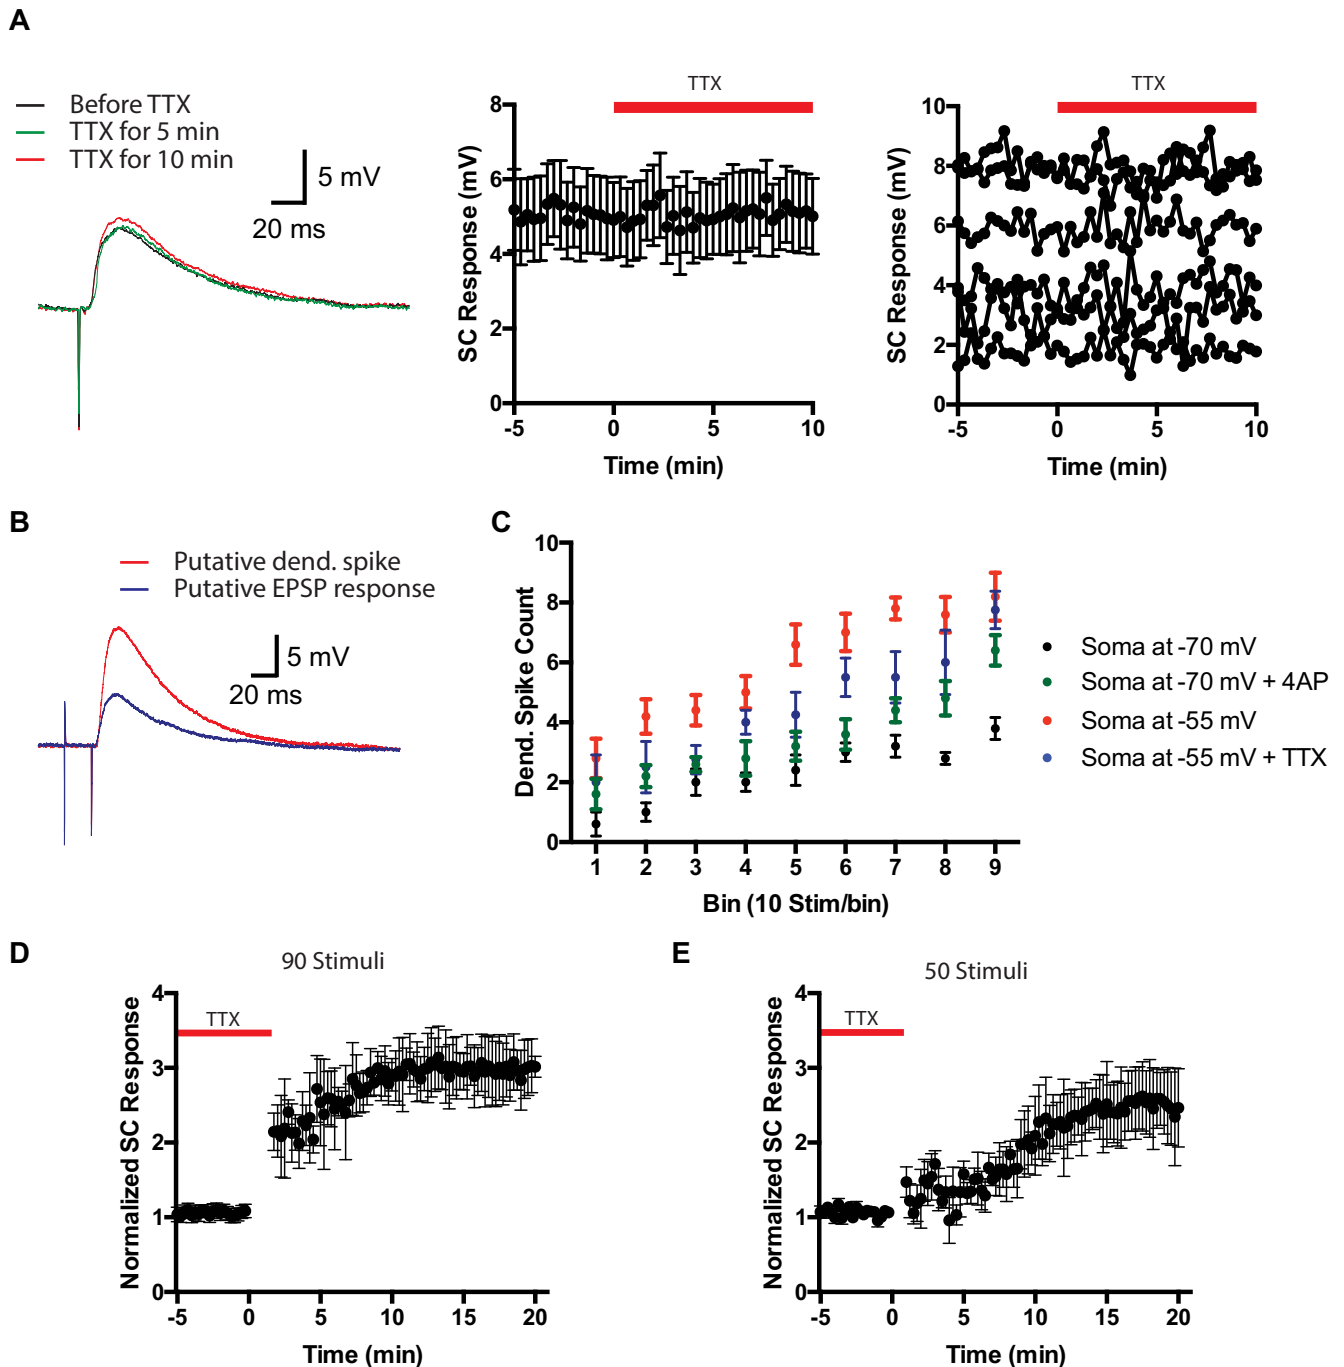 A
Before TTX
TTX for 5 min
TTX for 10 min
5 mV
20 ms
TTX
SC Response (mV)
8
6
4
2
0
-5
0
5
10
Time (min)
TTX
SC Response (mV)
10
8
6
4
2
0
-5
0
5
10
Time (min)
B
Putative dend. spike
Putative EPSP response
5 mV
20 ms
C
Dend. Spike Count
10
8
6
4
2
0
1 2 3 4 5 6 7 8 9
Bin (10 Stim/bin)
Soma at -70 mV
Soma at -70 mV + 4AP
Soma at -55 mV
Soma at -55 mV + TTX
D
90 Stimuli
TTX
Normalized SC Response
4
3
2
1
0
-5 0 5 10 15 20
Time (min)
E
50 Stimuli
TTX
Normalized SC Response
4
3
2
1
0
-5 0 5 10 15 20
Time (min)